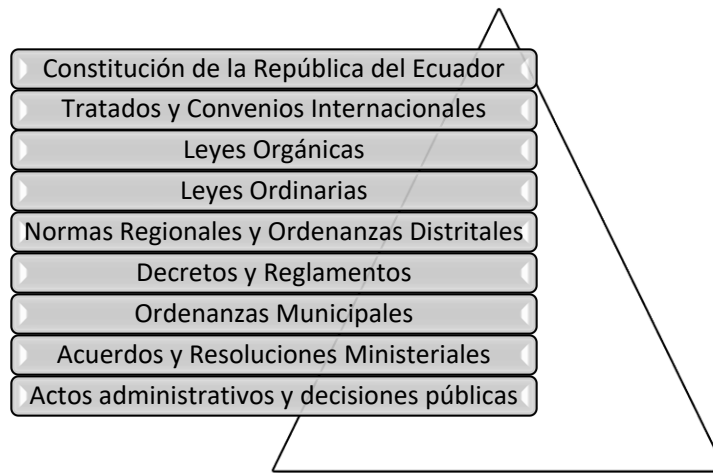 Constitución de la República del Ecuador
Tratados y Convenios Internacionales
Leyes Orgánicas
Leyes Ordinarias
Normas Regionales y Ordenanzas Distritales
Decretos y Reglamentos
Ordenanzas Municipales
Acuerdos y Resoluciones Ministeriales
Actos administrativos y decisiones públicas